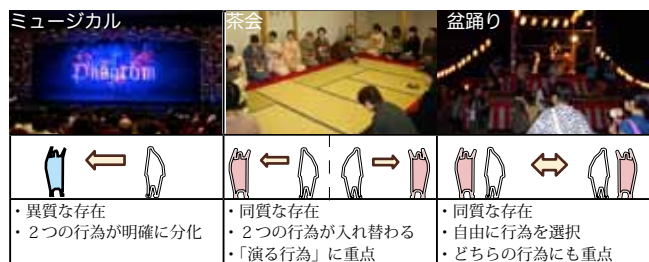 ミュージカル
茶会
盆踊り
Phantom
・異質な存在
・２つの行為が明確に分化
・同質な存在
・２つの行為が入れ替わる
・「演る行為」に重点
・同質な存在
・自由に行為を選択
・どちらの行為にも重点